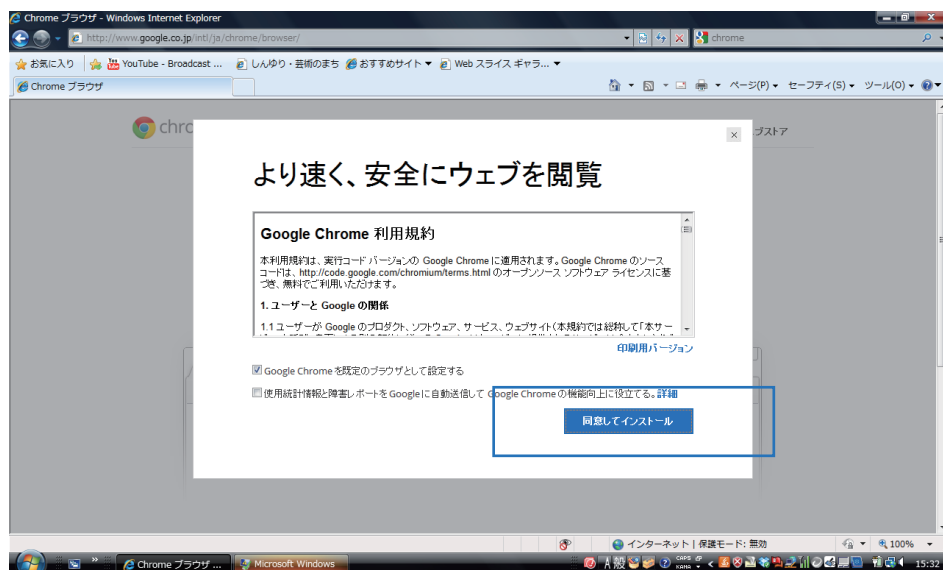 Chrome ブラウザ - Windows Internet Explorer
http://www.google.co.jp/intl/ja/chrome/browser/
chrome
お気に入り
YouTube - Broadcast ...
しんゆり・芸術のまち
おすすめサイト
Web スライス ギャラ...
Chrome ブラウザ
ページ(P)
セーフティ(S)
ツール(O)
chrc
ブストア
より速く、安全にウェブを閲覧
Google Chrome 利用規約
本利用規約は、実行コード バージョンの Google Chrome に適用されます。Google Chrome のソース
コードは、http://code.google.com/chromium/terms.html のオープンソース ソフトウェア ライセンスに基
づき、無料でご利用いただけます。
1. ユーザーと Google の関係
1.1 ユーザーが Google のプロダクト、ソフトウェア、サービス、ウェブサイト(本規約では総称して「本サー
印刷用バージョン
Google Chrome を既定のブラウザとして設定する
使用統計情報と障害レポートを Google に自動送信して Google Chrome の機能向上に役立てる。詳細
同意してインストール
インターネット | 保護モード: 無効
100%
Chrome ブラウザ ...
Microsoft Windows
A 般
CAPS
KANA
15:32